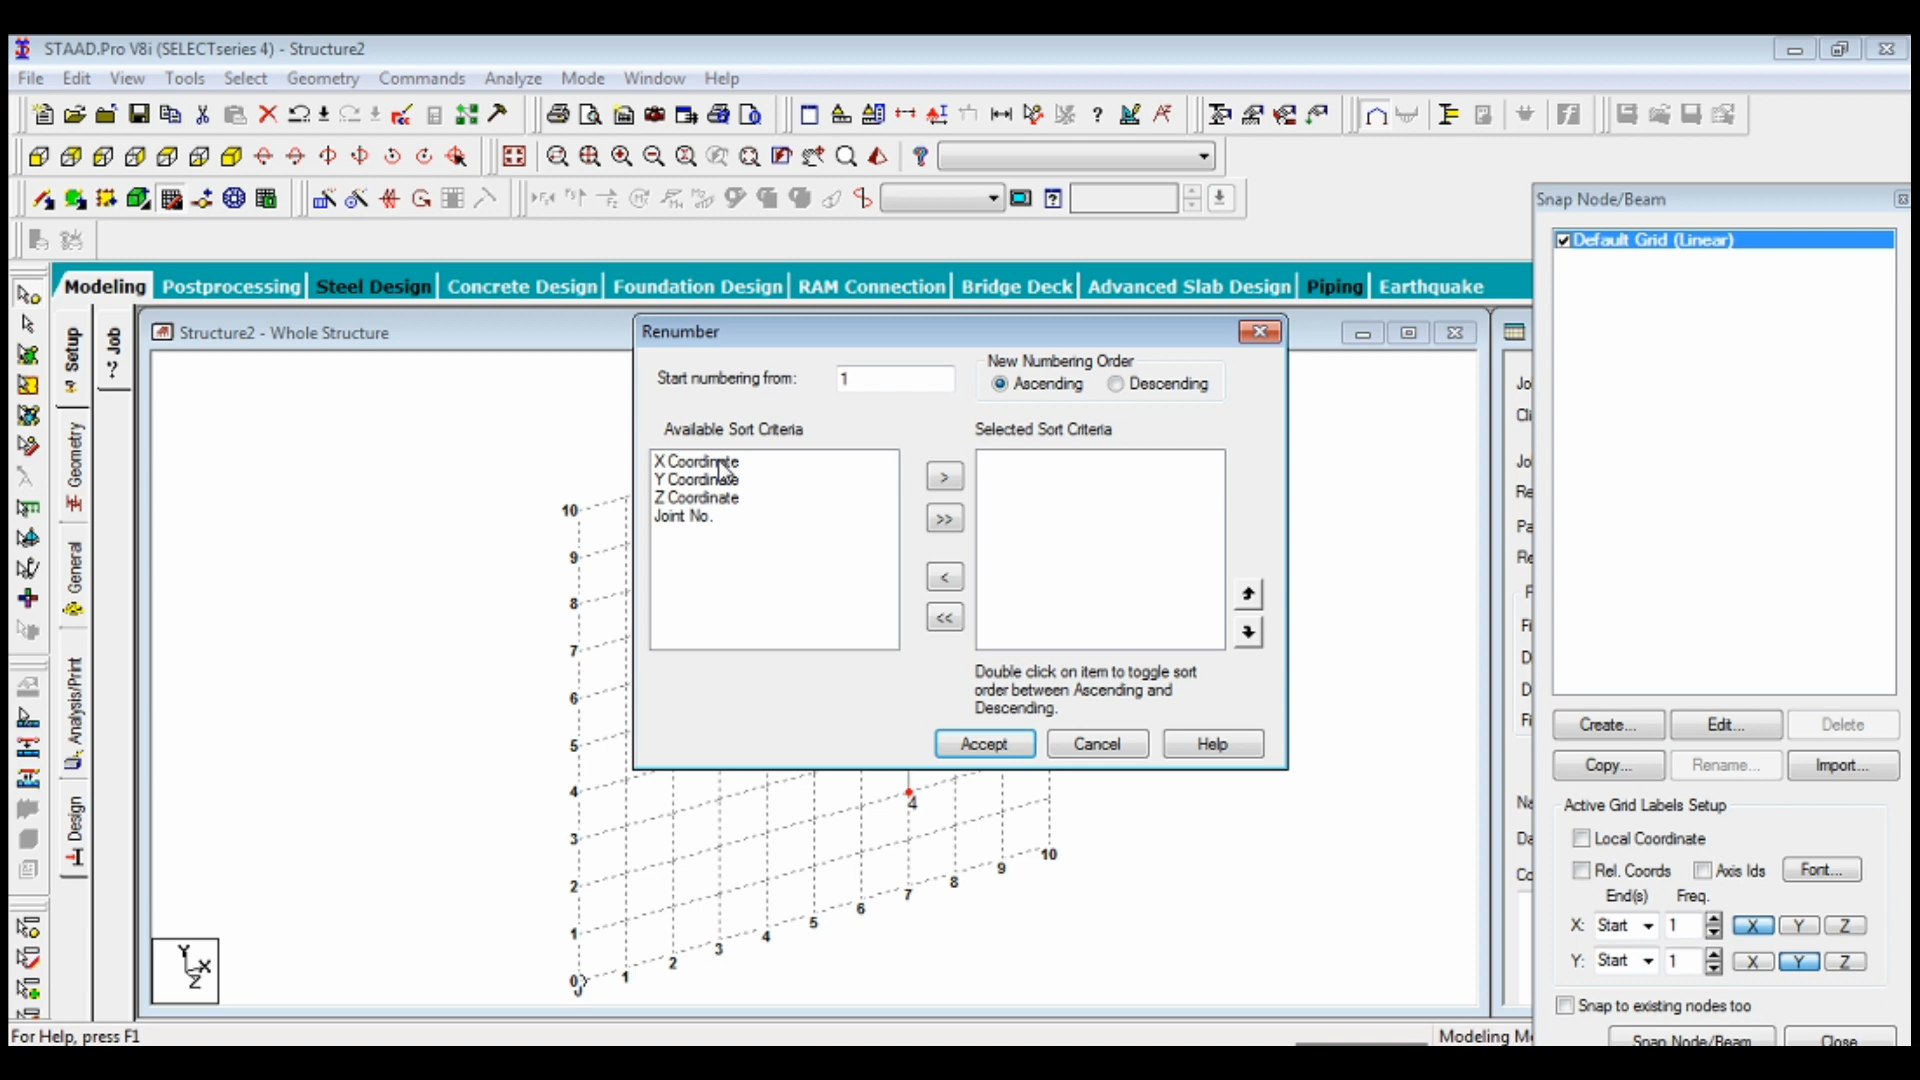 STAAD.Pro V8i (SELECTseries 4) - Structure2
File Edit View Tools Select Geometry Commands Analyze Mode Window Help
Snap Node/Beam
Default Grid (Linear)
Modeling Postprocessing Steel Design Concrete Design Foundation Design RAM Connection Bridge Deck Advanced Slab Design Piping Earthquake
Setup
Job
Geometry
General
Analysis/Print
Design
Structure2 - Whole Structure
Renumber
Start numbering from: 1
New Numbering Order
Ascending Descending
Available Sort Criteria
Selected Sort Criteria
X Coordinate
Y Coordinate
Z Coordinate
Joint No.
>
>>
<
<<
Double click on item to toggle sort
order between Ascending and
Descending.
Accept Cancel Help
10
9
8
7
6
5
4
3
2
1
0
1
2
3
4
5
6
7
8
9
10
4
Y
X
Z
Create... Edit... Delete
Copy... Rename... Import...
Active Grid Labels Setup
Local Coordinate
Rel. Coords Axis Ids Font...
End(s) Freq.
X: Start 1 X Y Z
Y: Start 1 X Y Z
Snap to existing nodes too
Snap Node/Beam Close
For Help, press F1
Modeling M